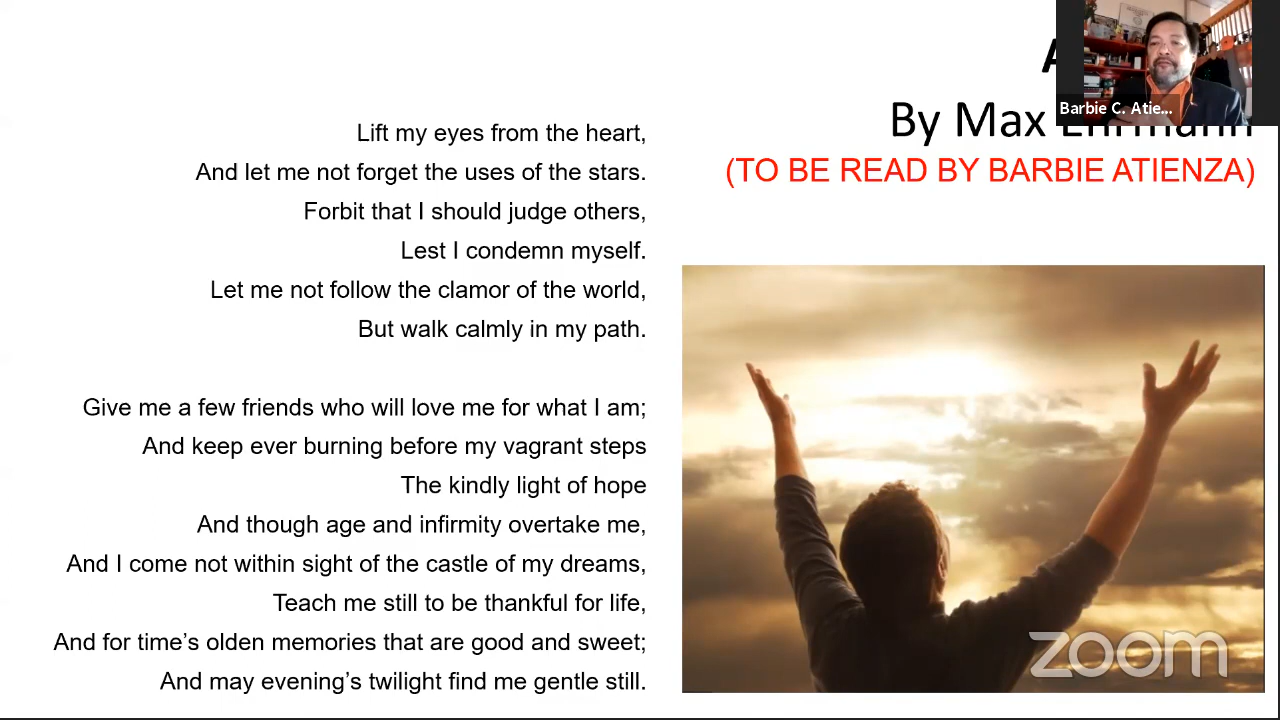 By Max Ehrmann
(TO BE READ BY BARBIE ATIENZA)
Barbie C. Atie...
Lift my eyes from the heart,
And let me not forget the uses of the stars.
Forbit that I should judge others,
Lest I condemn myself.
Let me not follow the clamor of the world,
But walk calmly in my path.
Give me a few friends who will love me for what I am;
And keep ever burning before my vagrant steps
The kindly light of hope
And though age and infirmity overtake me,
And I come not within sight of the castle of my dreams,
Teach me still to be thankful for life,
And for time’s olden memories that are good and sweet;
And may evening’s twilight find me gentle still.
zoom